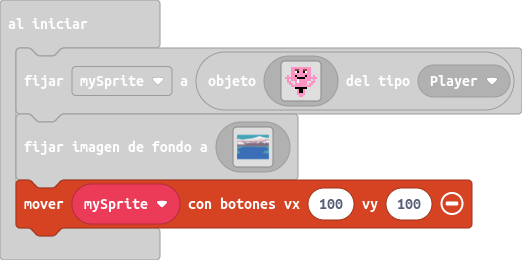 al iniciar
fijar mySprite a objeto del tipo Player
fijar imagen de fondo a
mover mySprite con botones vx 100 vy 100